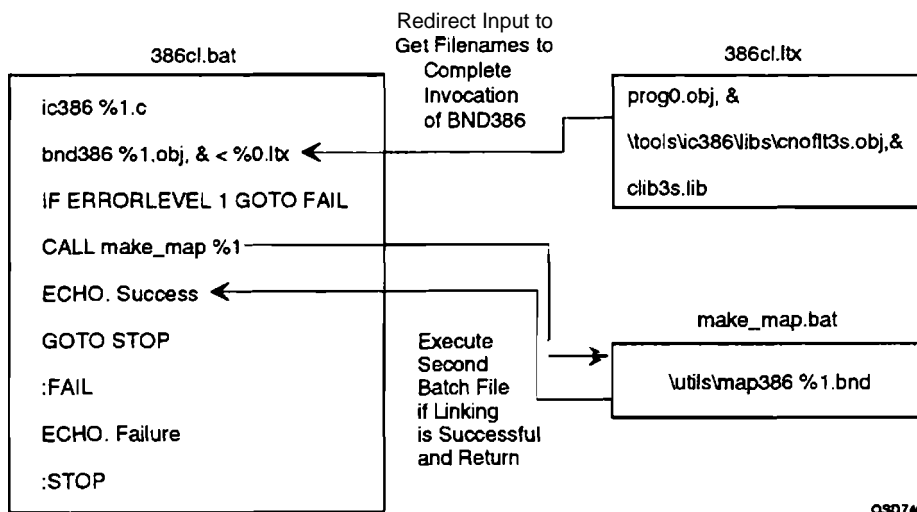 386cl.bat
ic386 %1.c
bnd386 %1.obj, & < %0.ltx
IF ERRORLEVEL 1 GOTO FAIL
CALL make_map %1
ECHO. Success
GOTO STOP
:FAIL
ECHO. Failure
:STOP
Redirect Input to
Get Filenames to
Complete
Invocation
of BND386
386cl.ltx
prog0.obj, &
\tools\ic386\libs\cnoflt3s.obj,&
clib3s.lib
Execute
Second
Batch File
if Linking
is Successful
and Return
make_map.bat
\utils\map386 %1.bnd